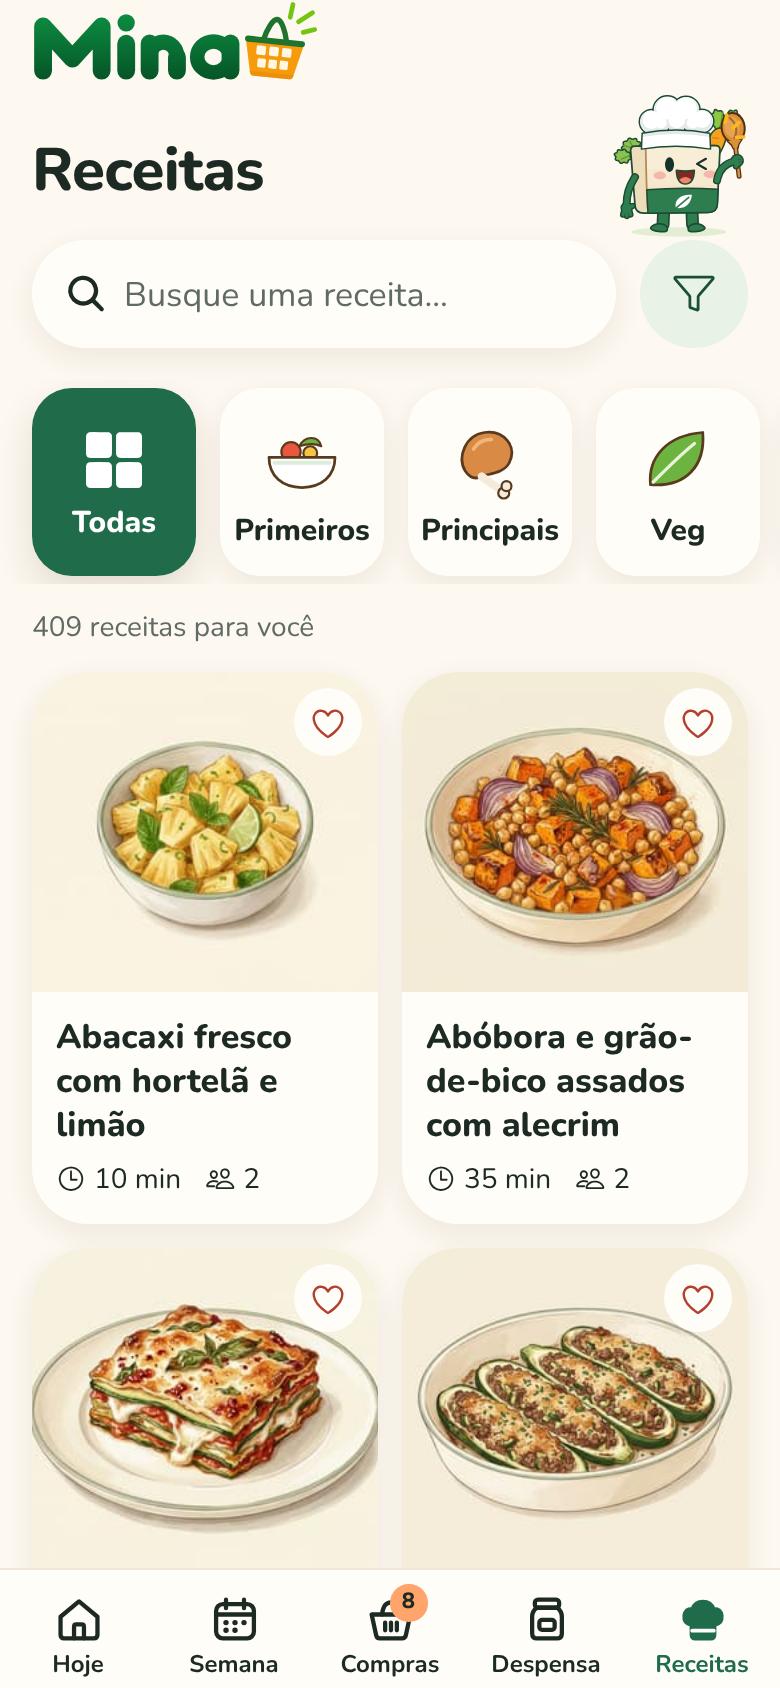 Mina
Receitas
Busque uma receita...
Todas
Primeiros
Principais
Veg
409 receitas para você
Abacaxi fresco
com hortelã e
limão
10 min 2
Abóbora e grão-
de-bico assados
com alecrim
35 min 2
8
Hoje
Semana
Compras
Despensa
Receitas